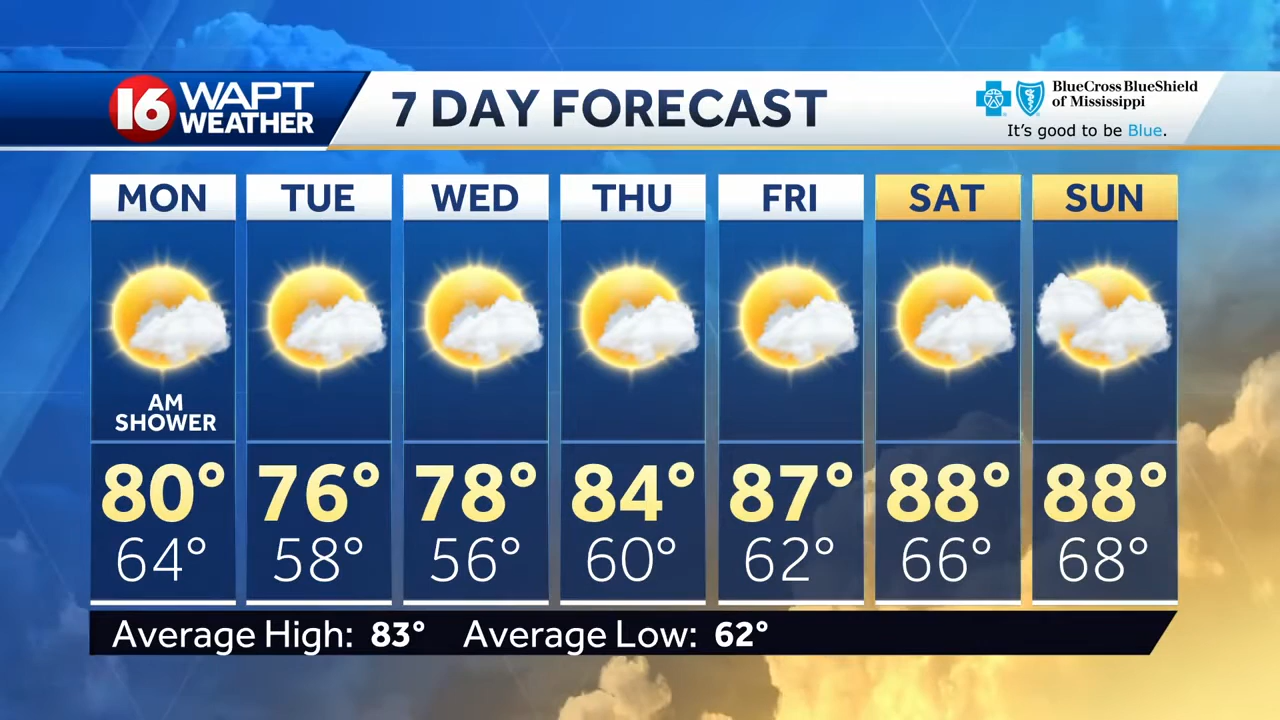 16 WAPT
WEATHER
7 DAY FORECAST
BlueCross BlueShield
of Mississippi
It's good to be Blue.
MON TUE WED THU FRI SAT SUN
AM
SHOWER
80° 76° 78° 84° 87° 88° 88°
64° 58° 56° 60° 62° 66° 68°
Average High: 83° Average Low: 62°